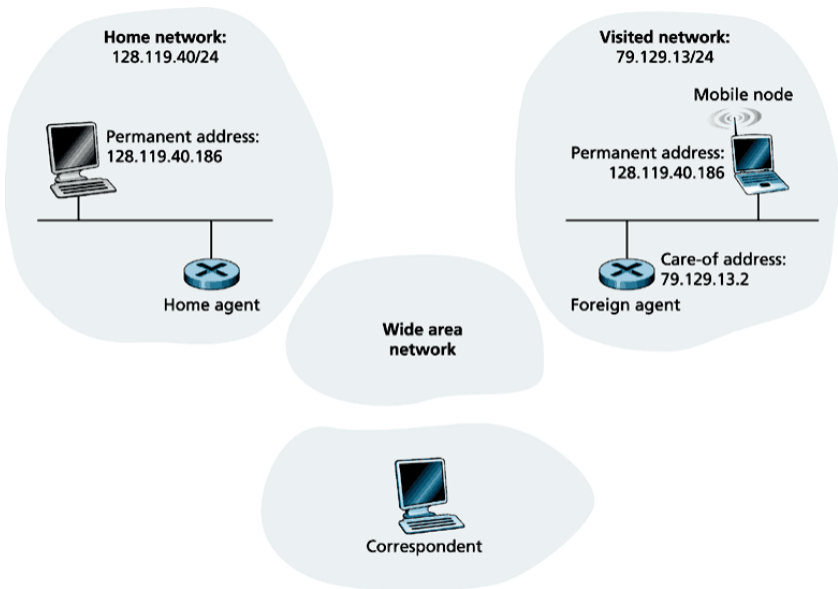 Home network:
128.119.40/24
Permanent address:
128.119.40.186
Home agent
Visited network:
79.129.13/24
Mobile node
Permanent address:
128.119.40.186
Care-of address:
79.129.13.2
Foreign agent
Wide area
network
Correspondent